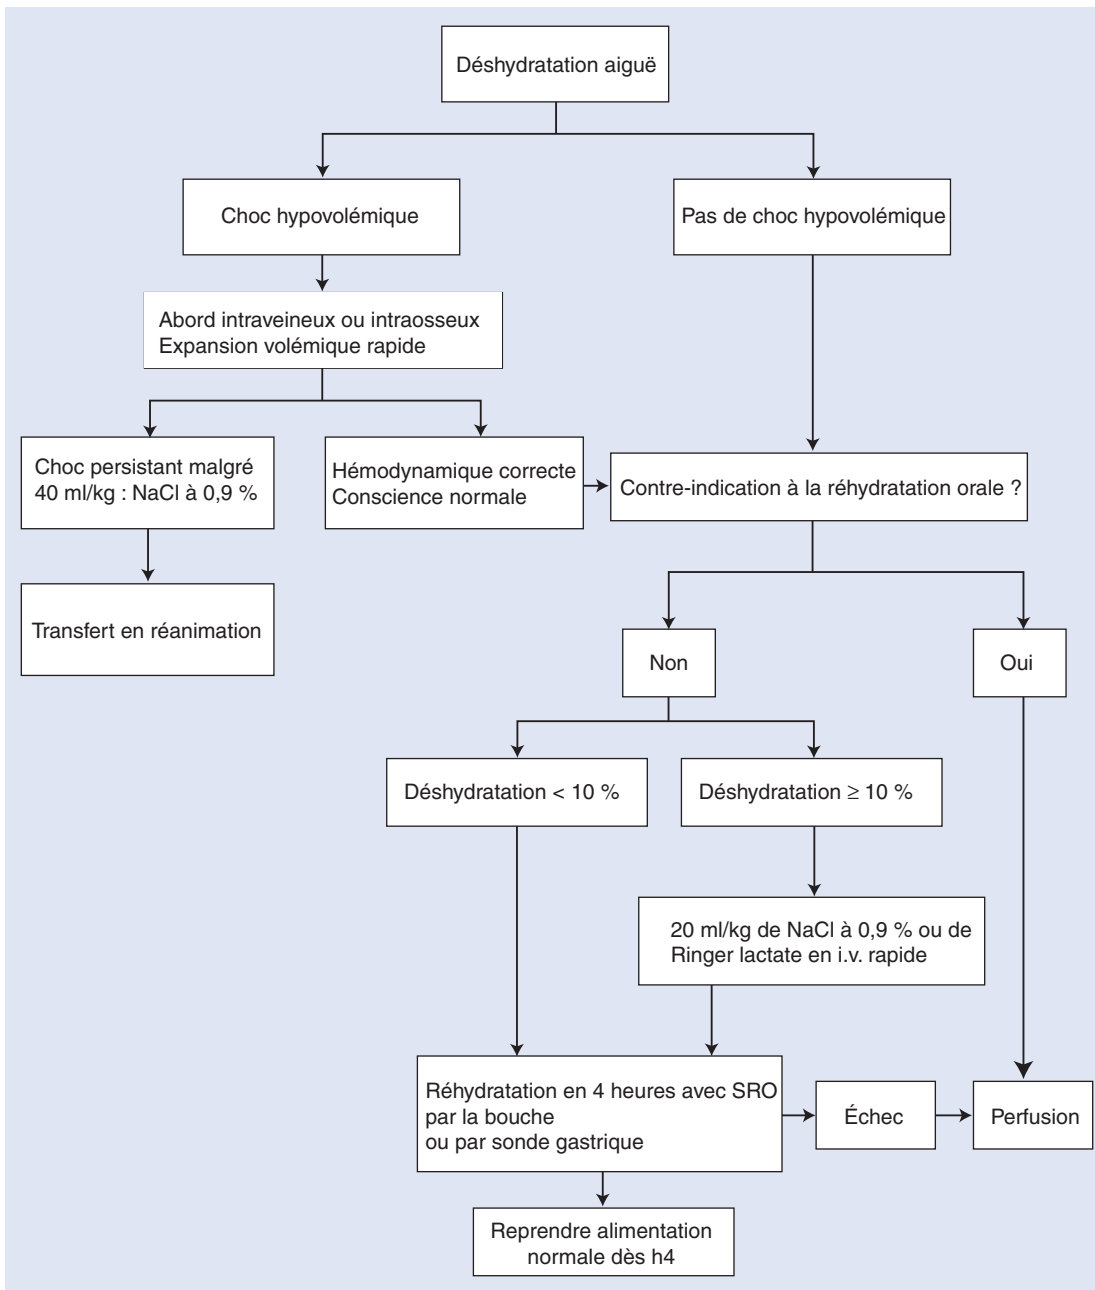 Déshydratation aiguë
Choc hypovolémique
Pas de choc hypovolémique
Abord intraveineux ou intraosseux
Expansion volémique rapide
Choc persistant malgré
40 ml/kg : NaCl à 0,9 %
Hémodynamique correcte
Conscience normale
Contre-indication à la réhydratation orale ?
Transfert en réanimation
Non
Oui
Déshydratation < 10 %
Déshydratation ≥ 10 %
20 ml/kg de NaCl à 0,9 % ou de
Ringer lactate en i.v. rapide
Réhydratation en 4 heures avec SRO
par la bouche
ou par sonde gastrique
Échec
Perfusion
Reprendre alimentation
normale dès h4